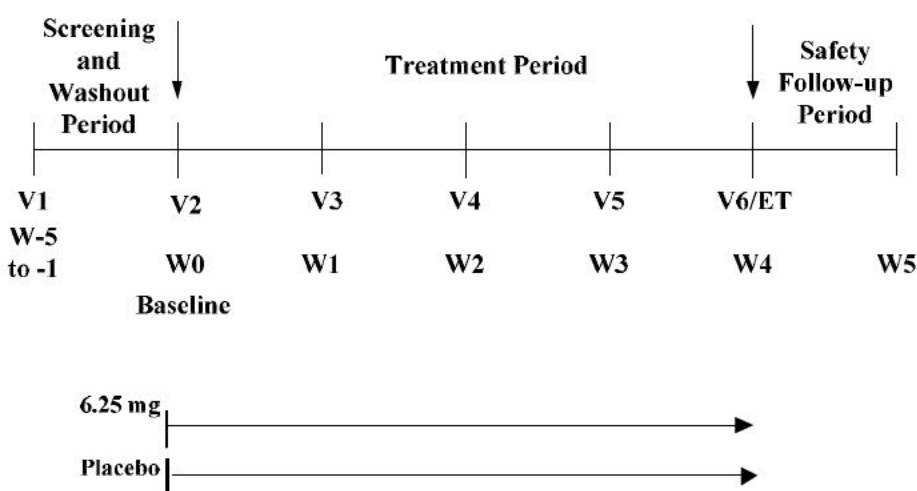 Screening
and
Washout
Period
Treatment Period
Safety
Follow-up
Period
V1
V2
V3
V4
V5
V6/ET
W-5
to -1
W0
W1
W2
W3
W4
W5
Baseline
6.25 mg
Placebo